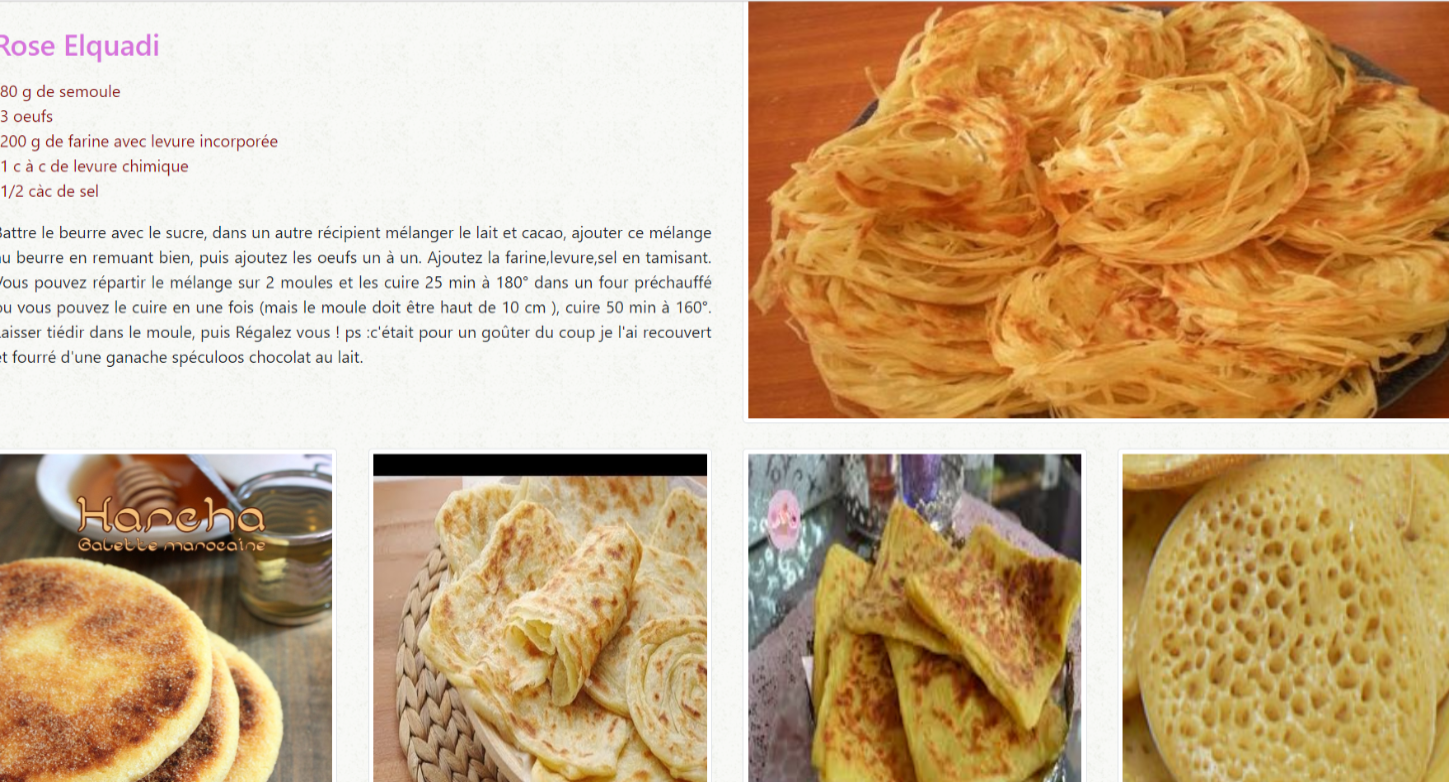 Rose Elquadi
80 g de semoule
3 oeufs
200 g de farine avec levure incorporée
1 c à c de levure chimique
1/2 càc de sel
Battre le beurre avec le sucre, dans un autre récipient mélanger le lait et cacao, ajouter ce mélange
au beurre en remuant bien, puis ajoutez les oeufs un à un. Ajoutez la farine,levure,sel en tamisant.
Vous pouvez répartir le mélange sur 2 moules et les cuire 25 min à 180° dans un four préchauffé
ou vous pouvez le cuire en une fois (mais le moule doit être haut de 10 cm ), cuire 50 min à 160°.
Laisser tiédir dans le moule, puis Régalez vous ! ps :c'était pour un goûter du coup je l'ai recouvert
et fourré d'une ganache spéculoos chocolat au lait.
Harcha
Galette marocaine